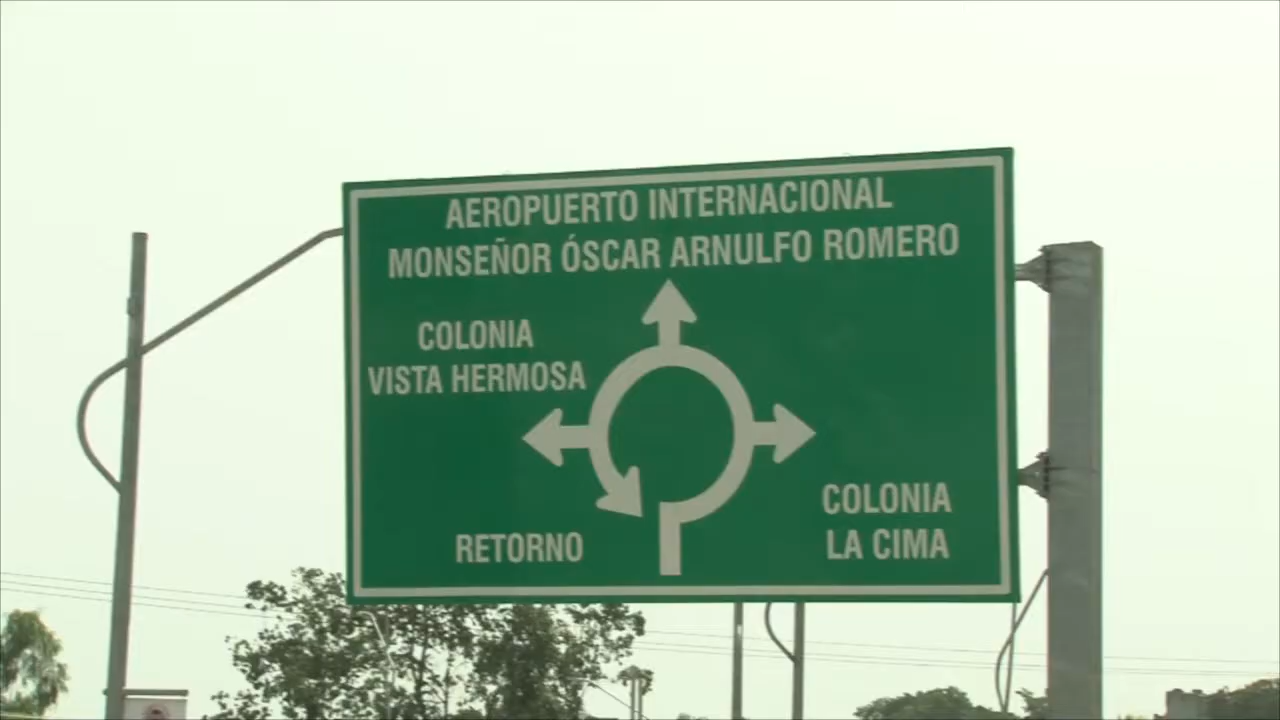 AEROPUERTO INTERNACIONAL
MONSEÑOR ÓSCAR ARNULFO ROMERO
COLONIA
VISTA HERMOSA
COLONIA
LA CIMA
RETORNO